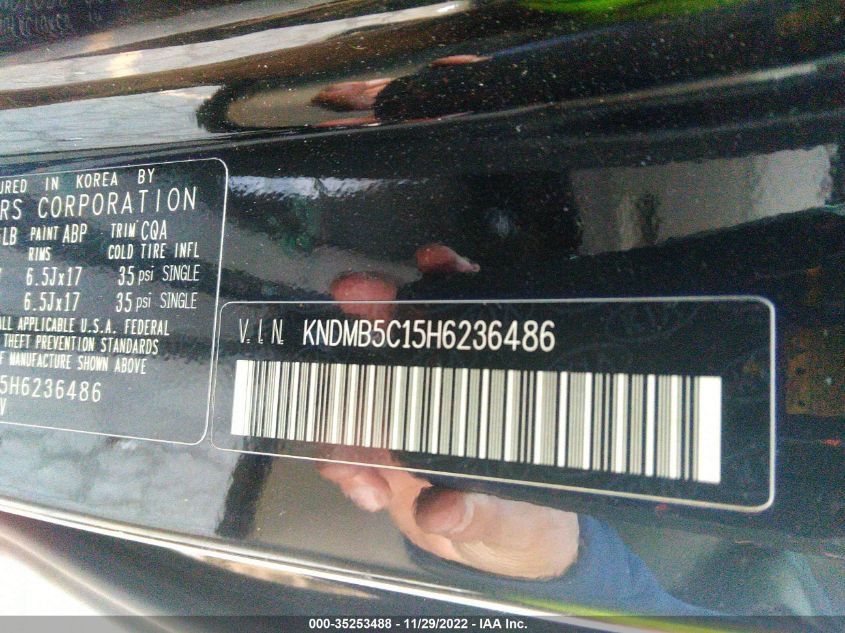 URED IN KOREA BY
RS CORPORATION
LB PAINT ABP TRIM CQA
RIMS COLD TIRE INFL
6.5Jx17 35 psi SINGLE
6.5Jx17 35 psi SINGLE
ALL APPLICABLE U.S.A. FEDERAL
THEFT PREVENTION STANDARDS
F MANUFACTURE SHOWN ABOVE
5H6236486
V
V.I.N. KNDMB5C15H6236486
000-35253488 - 11/29/2022 - IAA Inc.